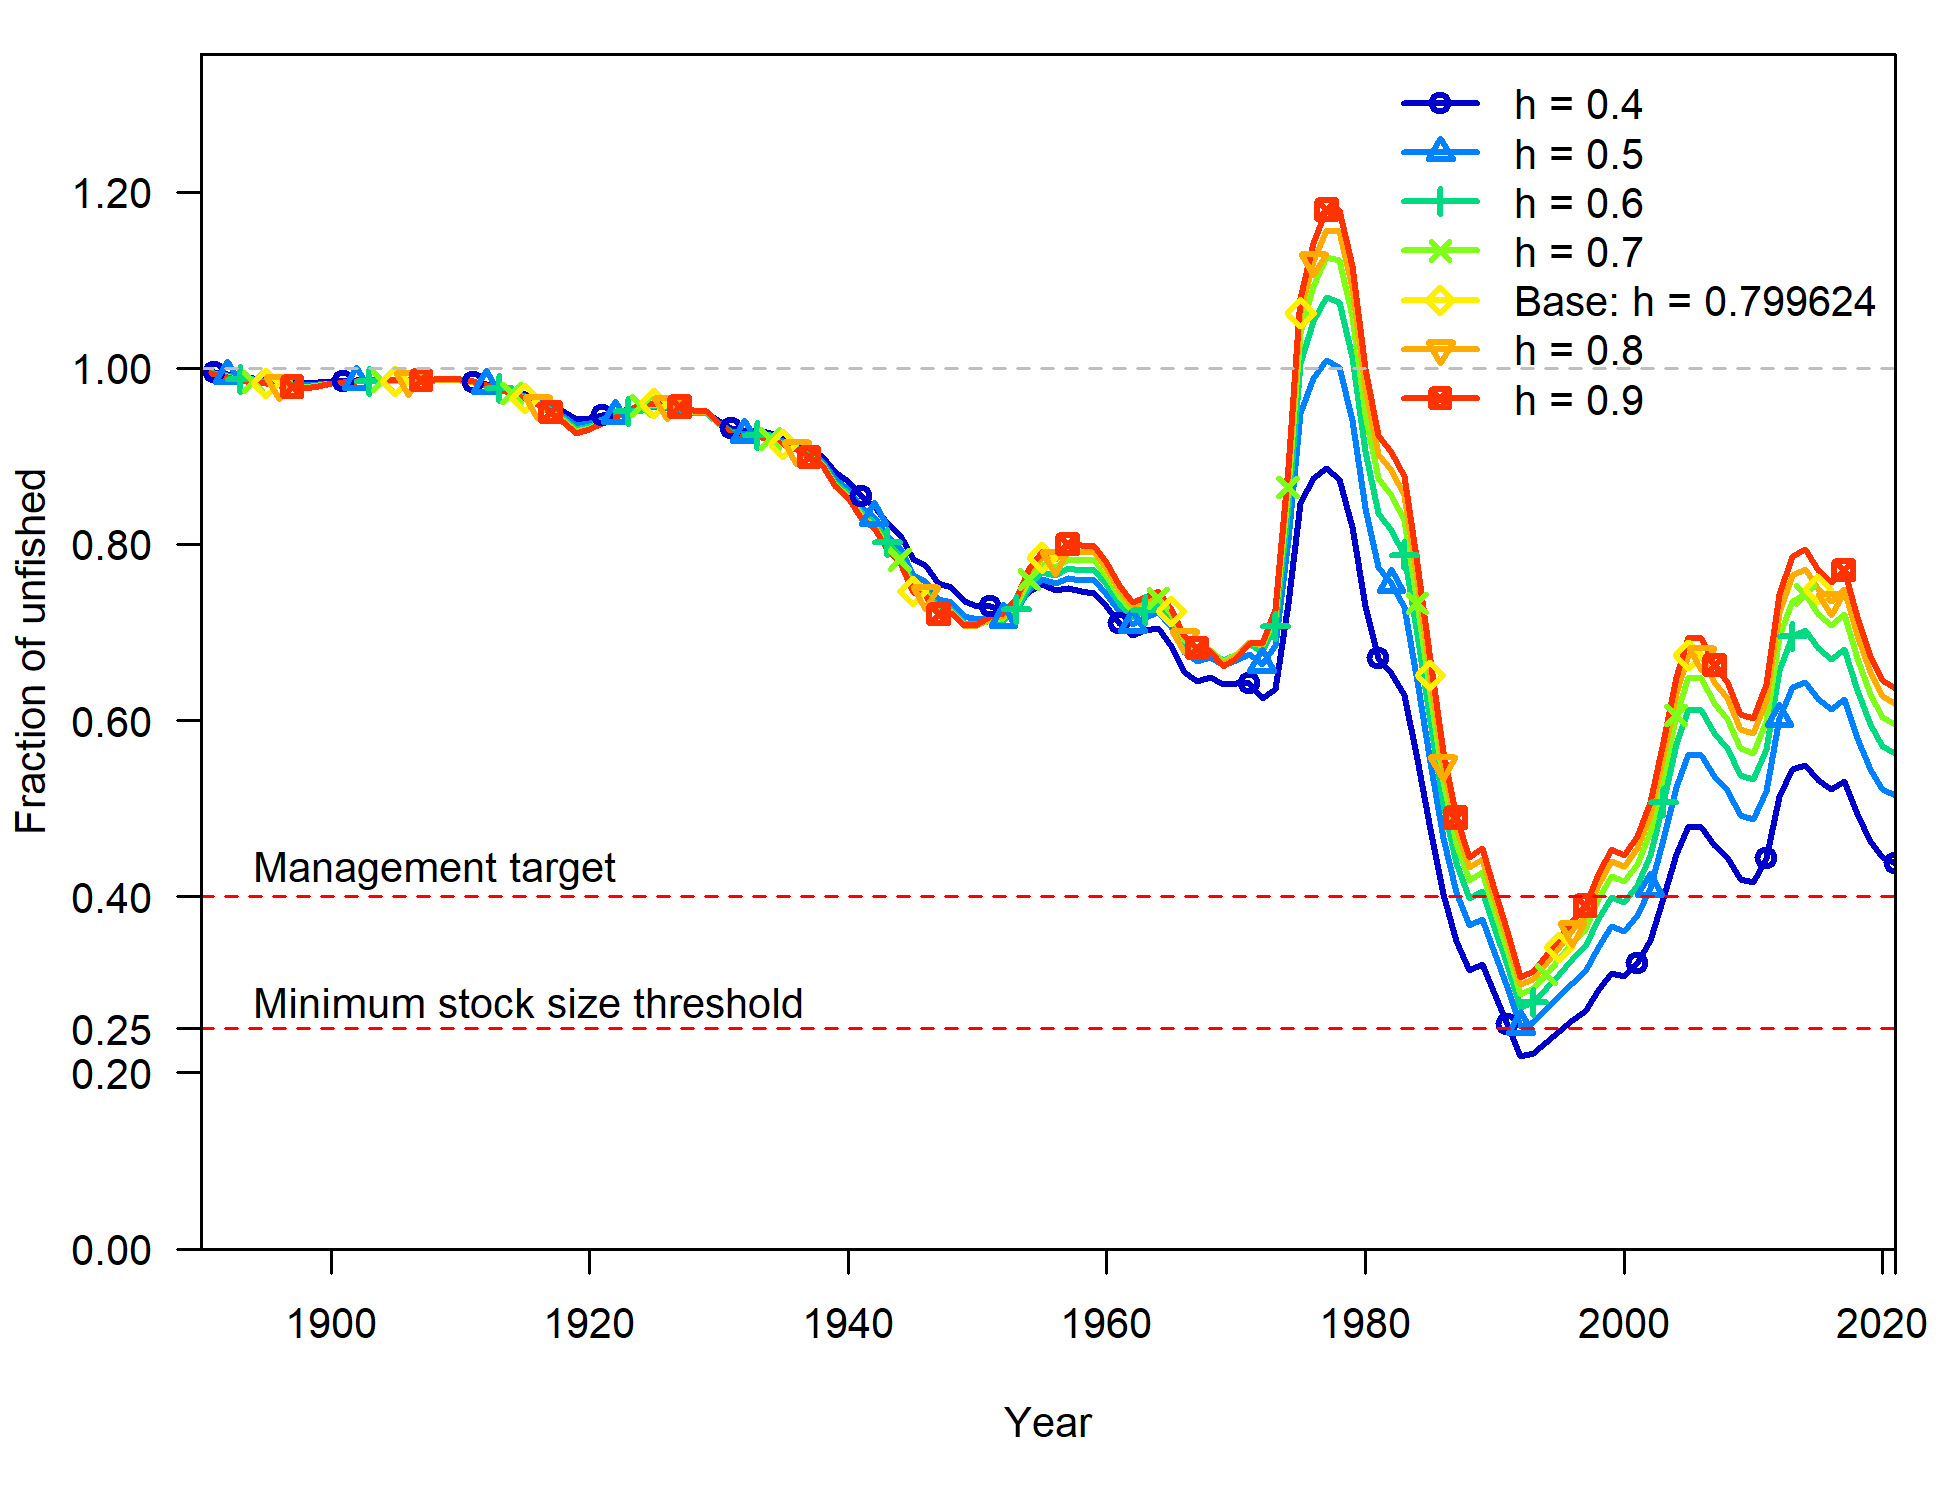 h = 0.4
h = 0.5
h = 0.6
h = 0.7
Base: h = 0.799624
h = 0.8
h = 0.9
Fraction of unfished
1.20
1.00
0.80
0.60
0.40
0.25
0.20
0.00
Management target
Minimum stock size threshold
1900
1920
1940
1960
1980
2000
2020
Year